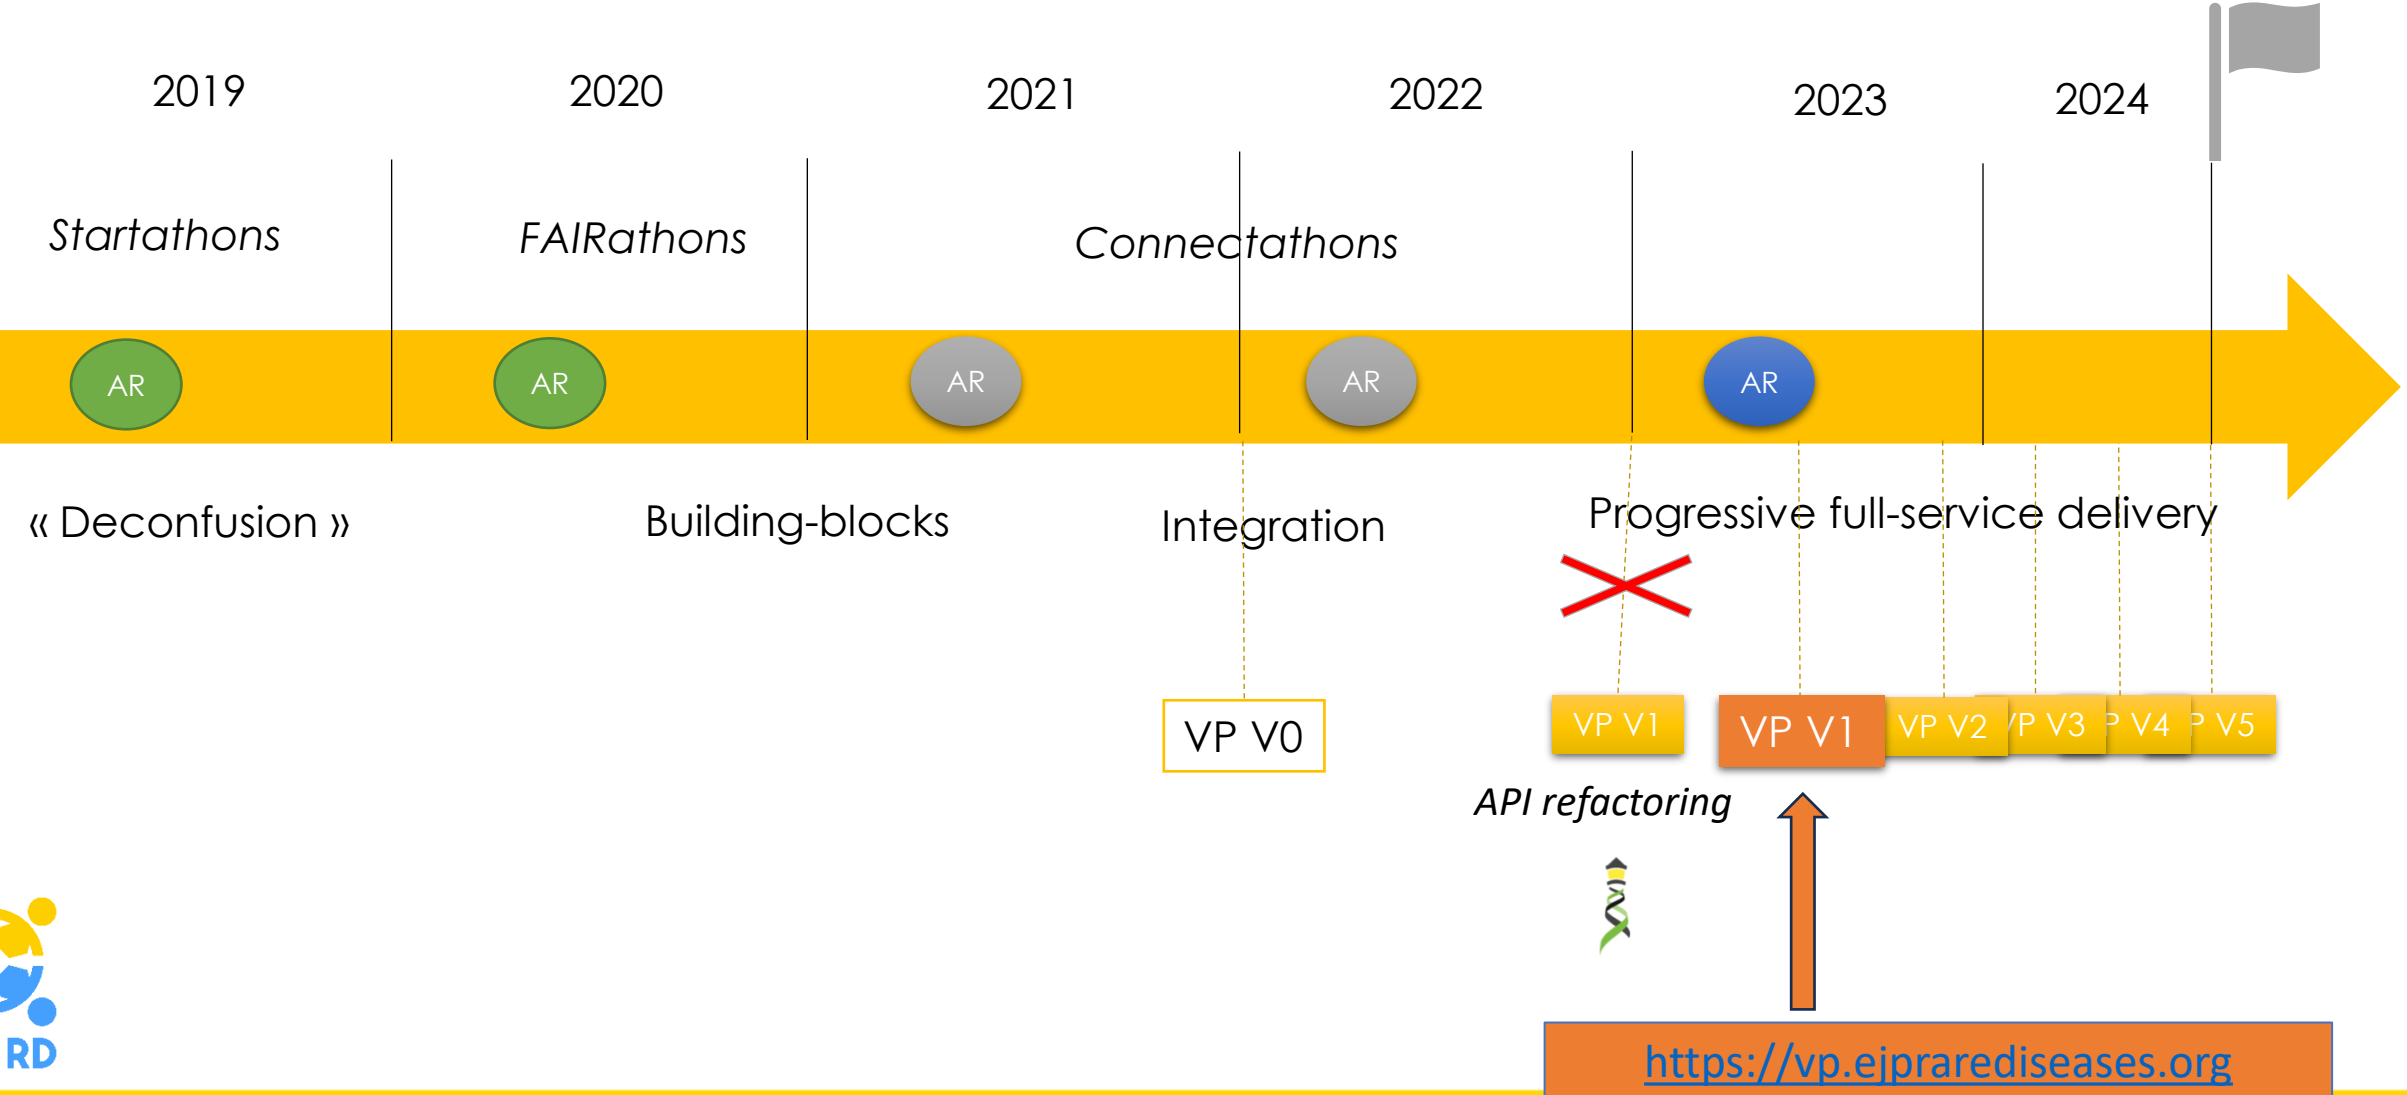 2019
2020
2021
2022
2023
2024
Startathons
FAIRathons
Connectathons
AR
AR
AR
AR
AR
« Deconfusion »
Building-blocks
Integration
Progressive full-service delivery
VP V0
VP V1
VP V1
VP V2
VP V3
P V4
P V5
API refactoring
RD
https://vp.ejprarediseases.org